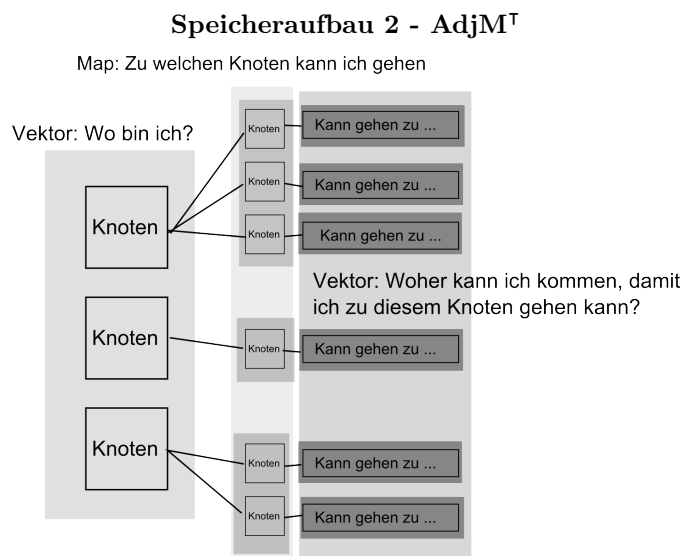 Speicheraufbau 2 - AdjMᵀ
Map: Zu welchen Knoten kann ich gehen
Vektor: Wo bin ich?
Knoten
Kann gehen zu ...
Knoten
Kann gehen zu ...
Knoten
Knoten
Kann gehen zu ...
Vektor: Woher kann ich kommen, damit
ich zu diesem Knoten gehen kann?
Knoten
Knoten
Kann gehen zu ...
Knoten
Knoten
Kann gehen zu ...
Knoten
Kann gehen zu ...